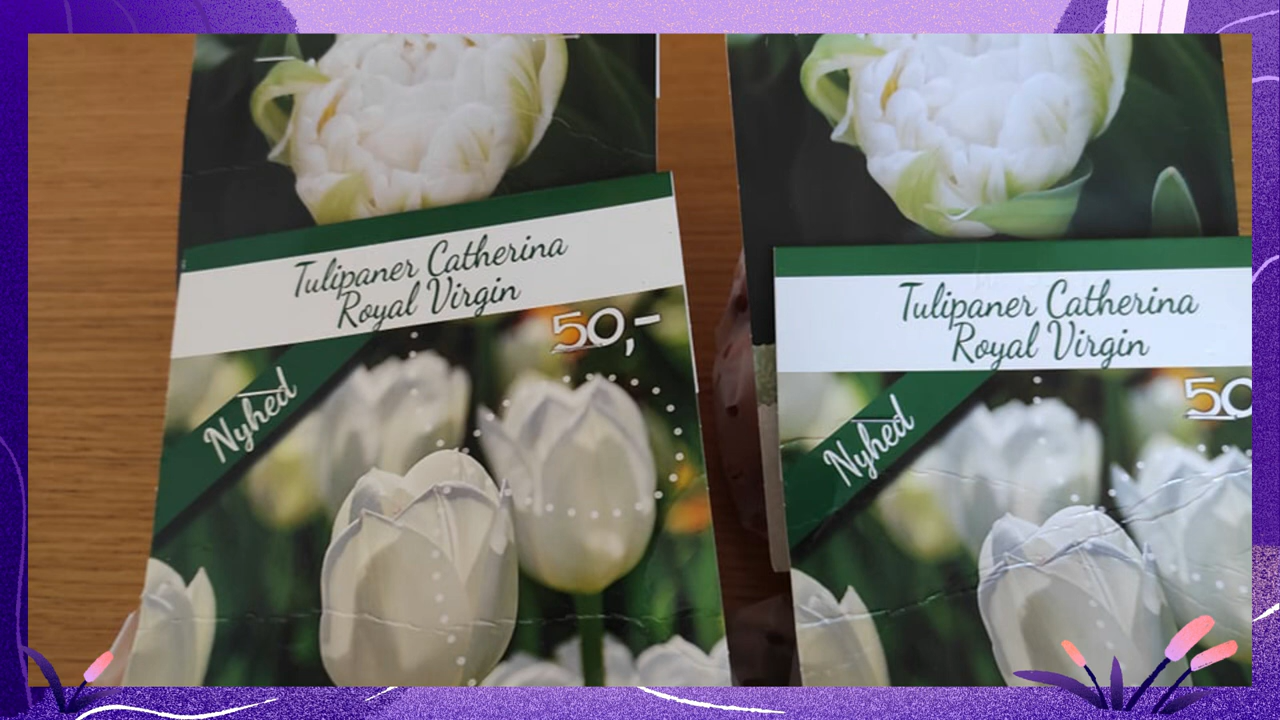 Tulipaner Catherina
Royal Virgin
50,-
Nyhed
Tulipaner Catherina
Royal Virgin
50
Nyhed